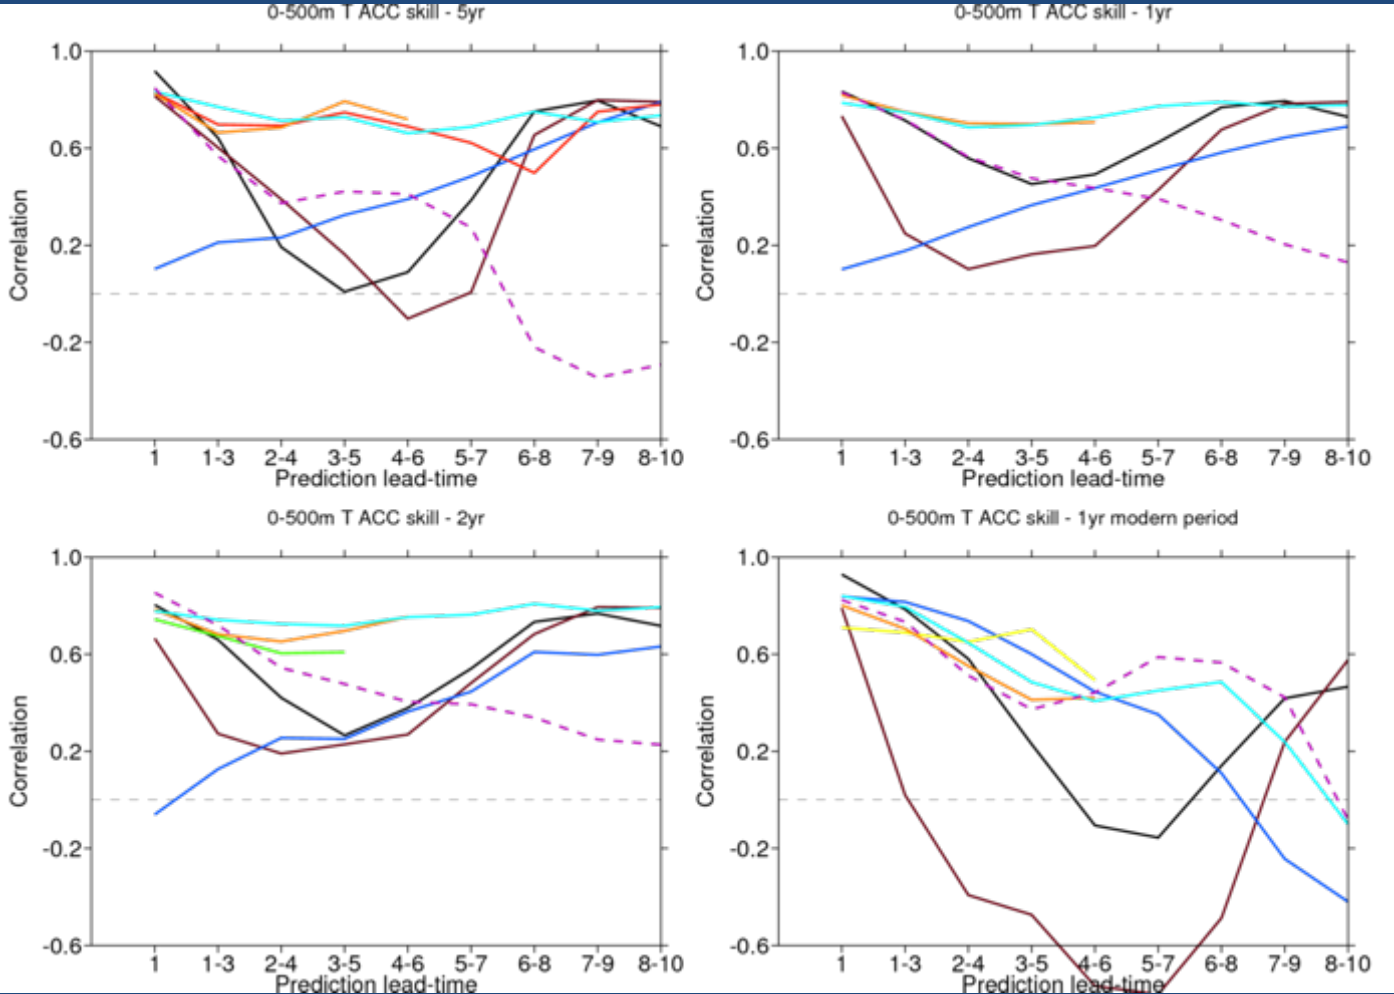 0-500m T ACC skill - 5yr
1.0
0.6
0.2
-0.2
-0.6
Correlation
1 1-3 2-4 3-5 4-6 5-7 6-8 7-9 8-10
Prediction lead-time
0-500m T ACC skill - 1yr
1.0
0.6
0.2
-0.2
-0.6
Correlation
1 1-3 2-4 3-5 4-6 5-7 6-8 7-9 8-10
Prediction lead-time
0-500m T ACC skill - 2yr
1.0
0.6
0.2
-0.2
-0.6
Correlation
1 1-3 2-4 3-5 4-6 5-7 6-8 7-9 8-10
Prediction lead-time
0-500m T ACC skill - 1yr modern period
1.0
0.6
0.2
-0.2
-0.6
Correlation
1 1-3 2-4 3-5 4-6 5-7 6-8 7-9 8-10
Prediction lead-time